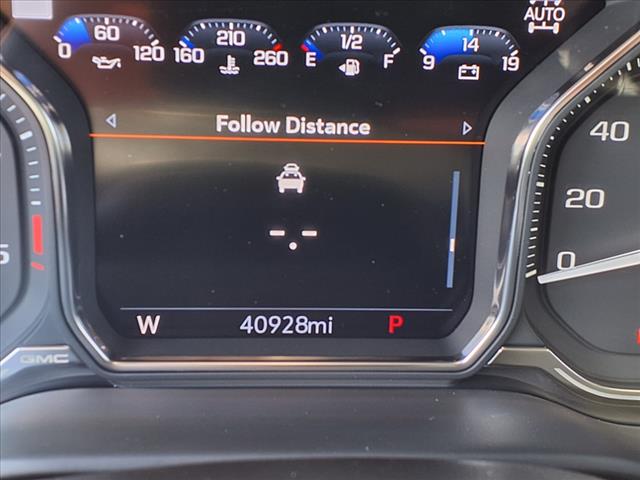 AUTO
60 210 1/2 14
0 120 160 260 E F 9 19
Follow Distance
- . -
40
20
0
5
W 40928mi P
GMC